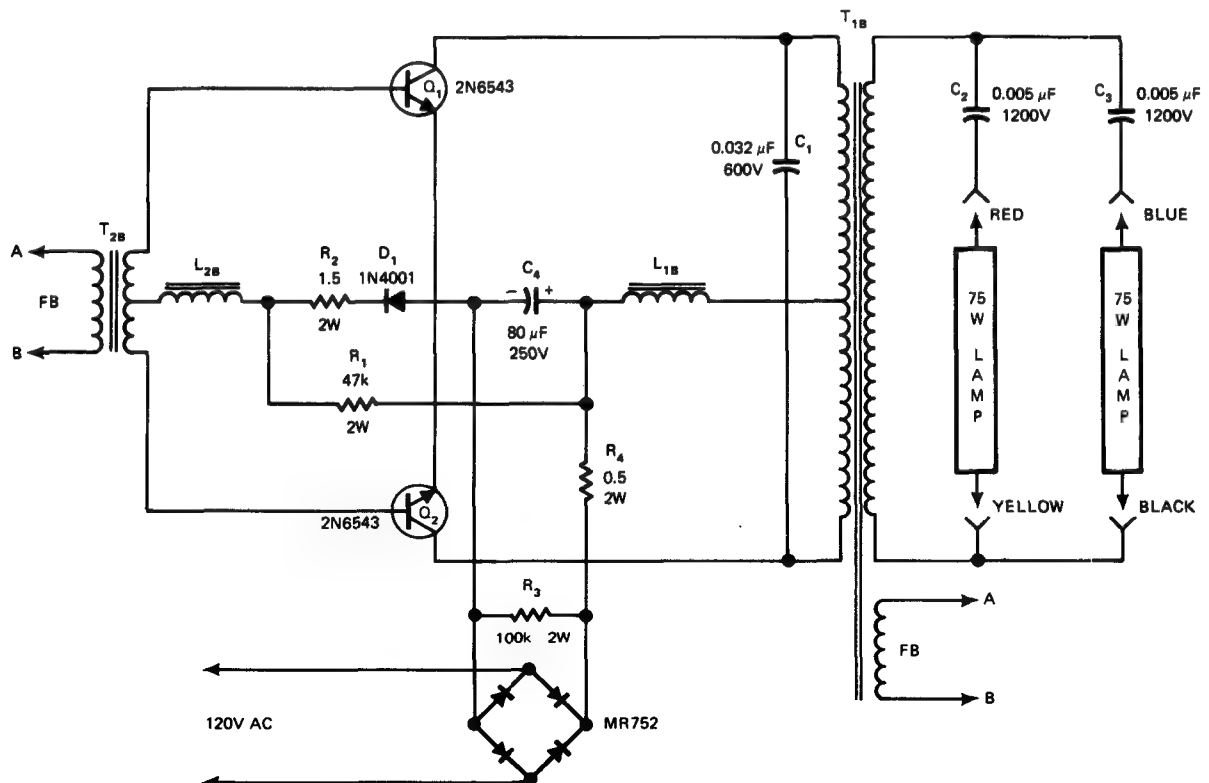 T1B
Q1
2N6543
C2
0.005 µF
1200V
C3
0.005 µF
1200V
0.032 µF
600V
C1
RED
BLUE
T2B
A
FB
B
L2B
R2
1.5
2W
D1
1N4001
C4
- +
80 µF
250V
L1B
R1
47k
2W
75
W
L
A
M
P
75
W
L
A
M
P
R4
0.5
2W
2N6543
Q2
YELLOW
BLACK
R3
100k 2W
A
FB
B
120V AC
MR752